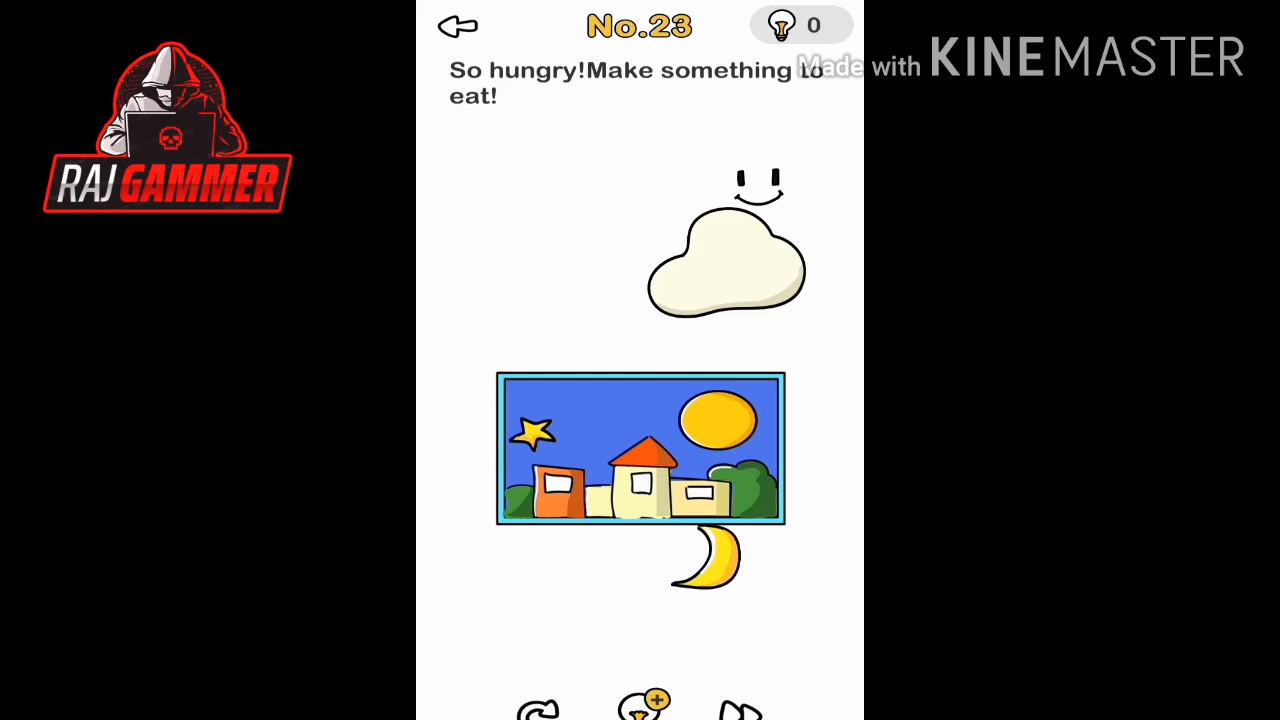 No.23
0
So hungry!Make something to
eat!
Made with KINEMASTER
RAJ GAMMER